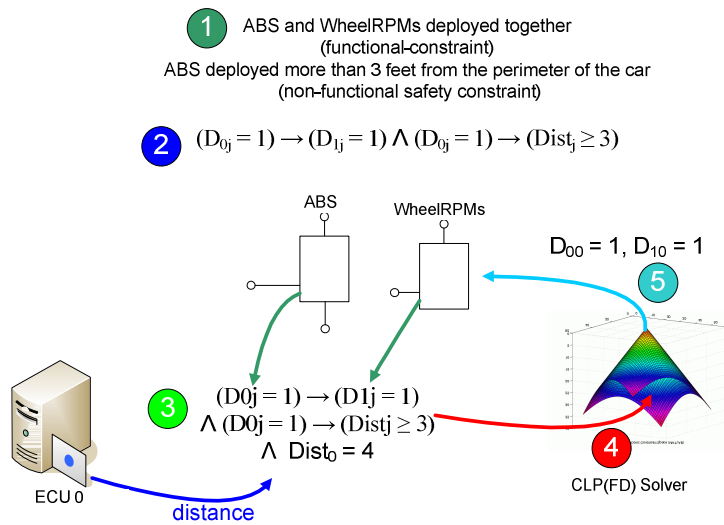 1
ABS and WheelRPMs deployed together
(functional-constraint)
ABS deployed more than 3 feet from the perimeter of the car
(non-functional safety constraint)
2
(D₀ⱼ = 1) → (D₁ⱼ = 1) Λ (D₀ⱼ = 1) → (Distⱼ ≥ 3)
ABS
WheelRPMs
D₀₀ = 1, D₁₀ = 1
5
3
(D0j = 1) → (D1j = 1)
Λ (D0j = 1) → (Distj ≥ 3)
Λ Dist₀ = 4
4
CLP(FD) Solver
ECU 0
distance